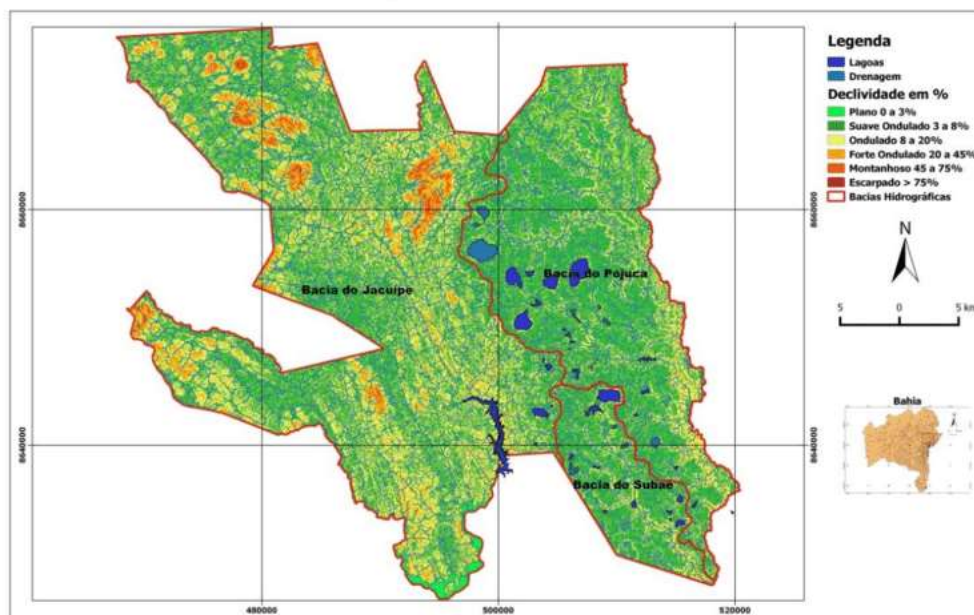 Legenda
Lagoas
Drenagem
Declividade em %
Plano 0 a 3%
Suave Ondulado 3 a 8%
Ondulado 8 a 20%
Forte Ondulado 20 a 45%
Montanhoso 45 a 75%
Escarpado > 75%
Bacias Hidrográficas
N
5 0 5 km
8660000
8660000
Bacia do Pojuca
Bacia do Jacuípe
Bahia
8640000
8640000
Bacia do Subaé
480000
500000
520000